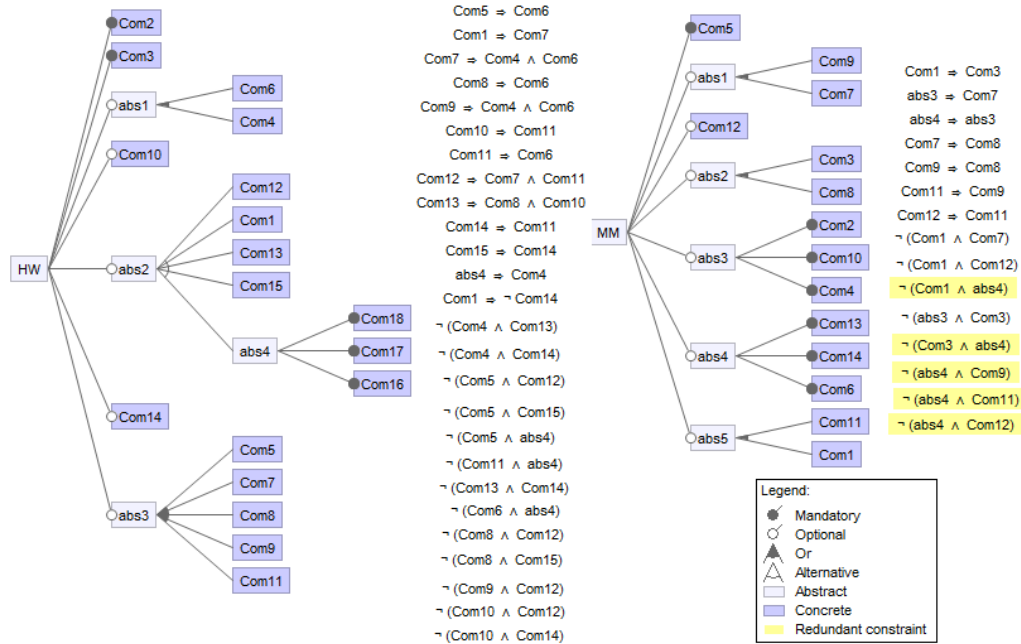 HW
Com2
Com3
abs1
Com6
Com4
Com10
abs2
Com12
Com1
Com13
Com15
abs4
Com18
Com17
Com16
Com14
abs3
Com5
Com7
Com8
Com9
Com11
Com5 ⇒ Com6
Com1 ⇒ Com7
Com7 ⇒ Com4 ∧ Com6
Com8 ⇒ Com6
Com9 ⇒ Com4 ∧ Com6
Com10 ⇒ Com11
Com11 ⇒ Com6
Com12 ⇒ Com7 ∧ Com11
Com13 ⇒ Com8 ∧ Com10
Com14 ⇒ Com11
Com15 ⇒ Com14
abs4 ⇒ Com4
Com1 ⇒ ¬ Com14
¬ (Com4 ∧ Com13)
¬ (Com4 ∧ Com14)
¬ (Com5 ∧ Com12)
¬ (Com5 ∧ Com15)
¬ (Com5 ∧ abs4)
¬ (Com11 ∧ abs4)
¬ (Com13 ∧ Com14)
¬ (Com6 ∧ abs4)
¬ (Com8 ∧ Com12)
¬ (Com8 ∧ Com15)
¬ (Com9 ∧ Com12)
¬ (Com10 ∧ Com12)
¬ (Com10 ∧ Com14)
MM
Com5
abs1
Com9
Com7
Com12
abs2
Com3
Com8
abs3
Com2
Com10
Com4
abs4
Com13
Com14
Com6
abs5
Com11
Com1
Com1 ⇒ Com3
abs3 ⇒ Com7
abs4 ⇒ abs3
Com7 ⇒ Com8
Com9 ⇒ Com8
Com11 ⇒ Com9
Com12 ⇒ Com11
¬ (Com1 ∧ Com7)
¬ (Com1 ∧ Com12)
¬ (Com1 ∧ abs4)
¬ (abs3 ∧ Com3)
¬ (Com3 ∧ abs4)
¬ (abs4 ∧ Com9)
¬ (abs4 ∧ Com11)
¬ (abs4 ∧ Com12)
Legend:
Mandatory
Optional
Or
Alternative
Abstract
Concrete
Redundant constraint